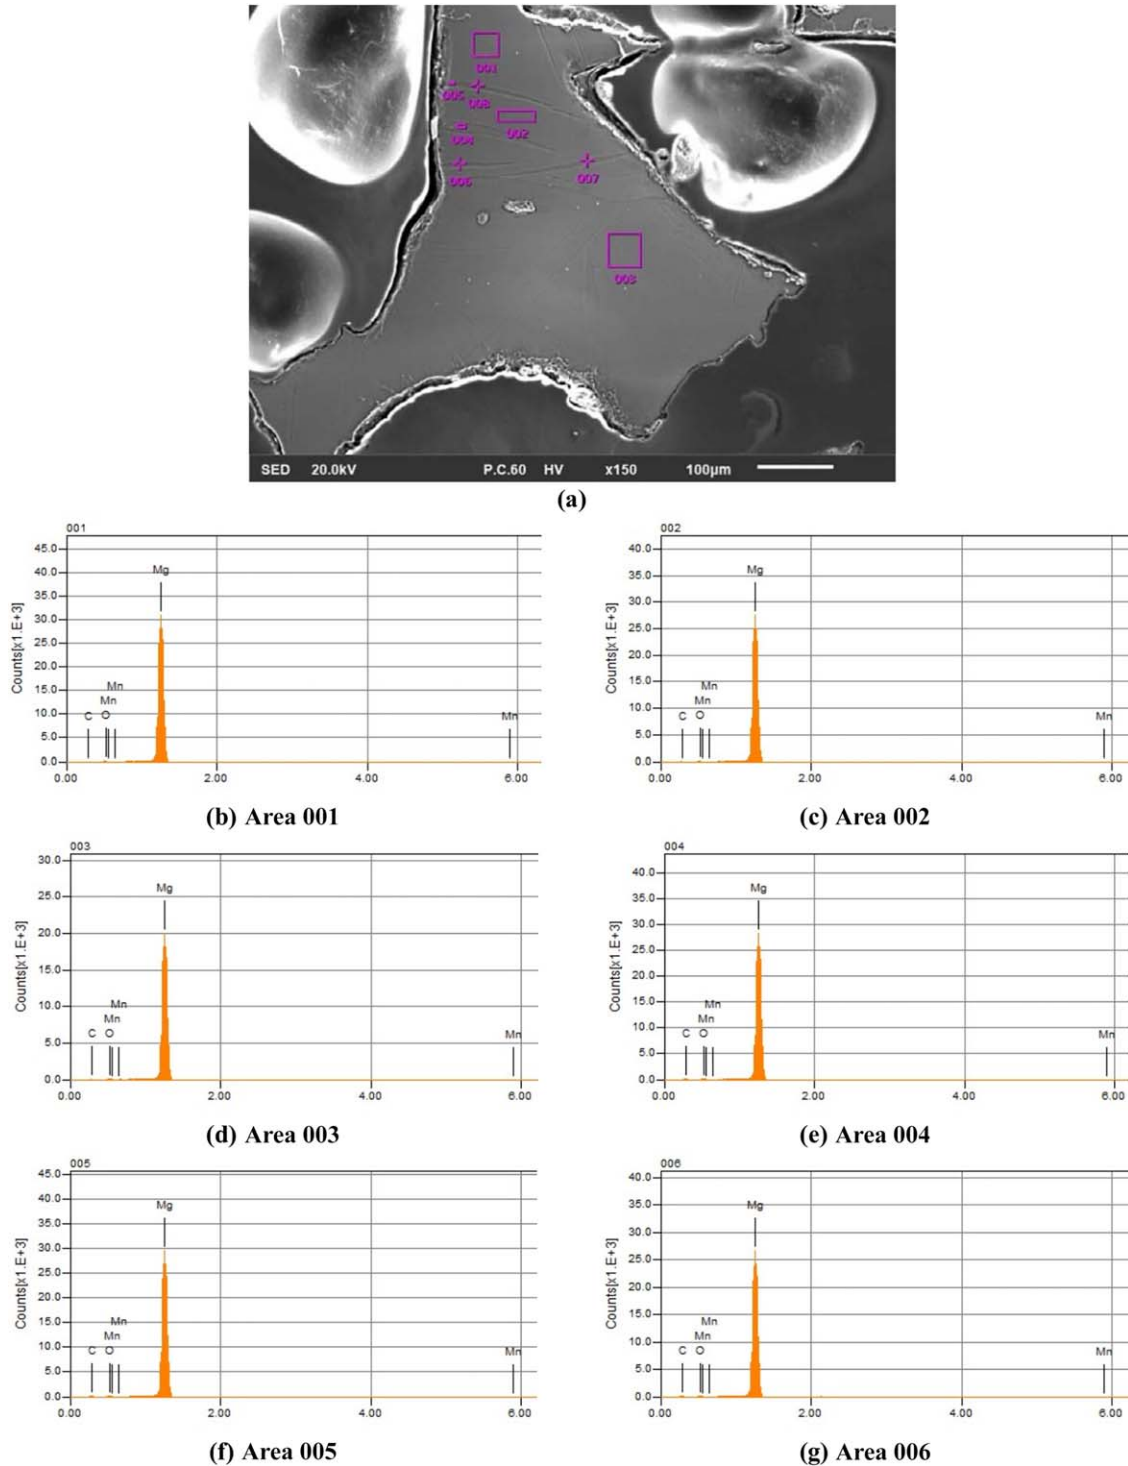 001
005
008
002
004
006
007
003
SED 20.0kV P.C.60 HV x150 100µm
(a)
001
45.0
40.0
35.0
30.0
25.0
20.0
15.0
10.0
5.0
0.0
Counts[x1.E+3]
Mg
Mn
Mn
C O
Mn
0.00 2.00 4.00 6.00
(b) Area 001
002
40.0
35.0
30.0
25.0
20.0
15.0
10.0
5.0
0.0
Counts[x1.E+3]
Mg
Mn
Mn
C O
Mn
0.00 2.00 4.00 6.00
(c) Area 002
003
30.0
25.0
20.0
15.0
10.0
5.0
0.0
Counts[x1.E+3]
Mg
Mn
Mn
C O
Mn
0.00 2.00 4.00 6.00
(d) Area 003
004
40.0
35.0
30.0
25.0
20.0
15.0
10.0
5.0
0.0
Counts[x1.E+3]
Mg
Mn
Mn
C O
Mn
0.00 2.00 4.00 6.00
(e) Area 004
005
45.0
40.0
35.0
30.0
25.0
20.0
15.0
10.0
5.0
0.0
Counts[x1.E+3]
Mg
Mn
Mn
C O
Mn
0.00 2.00 4.00 6.00
(f) Area 005
006
40.0
35.0
30.0
25.0
20.0
15.0
10.0
5.0
0.0
Counts[x1.E+3]
Mg
Mn
Mn
C O
Mn
0.00 2.00 4.00 6.00
(g) Area 006